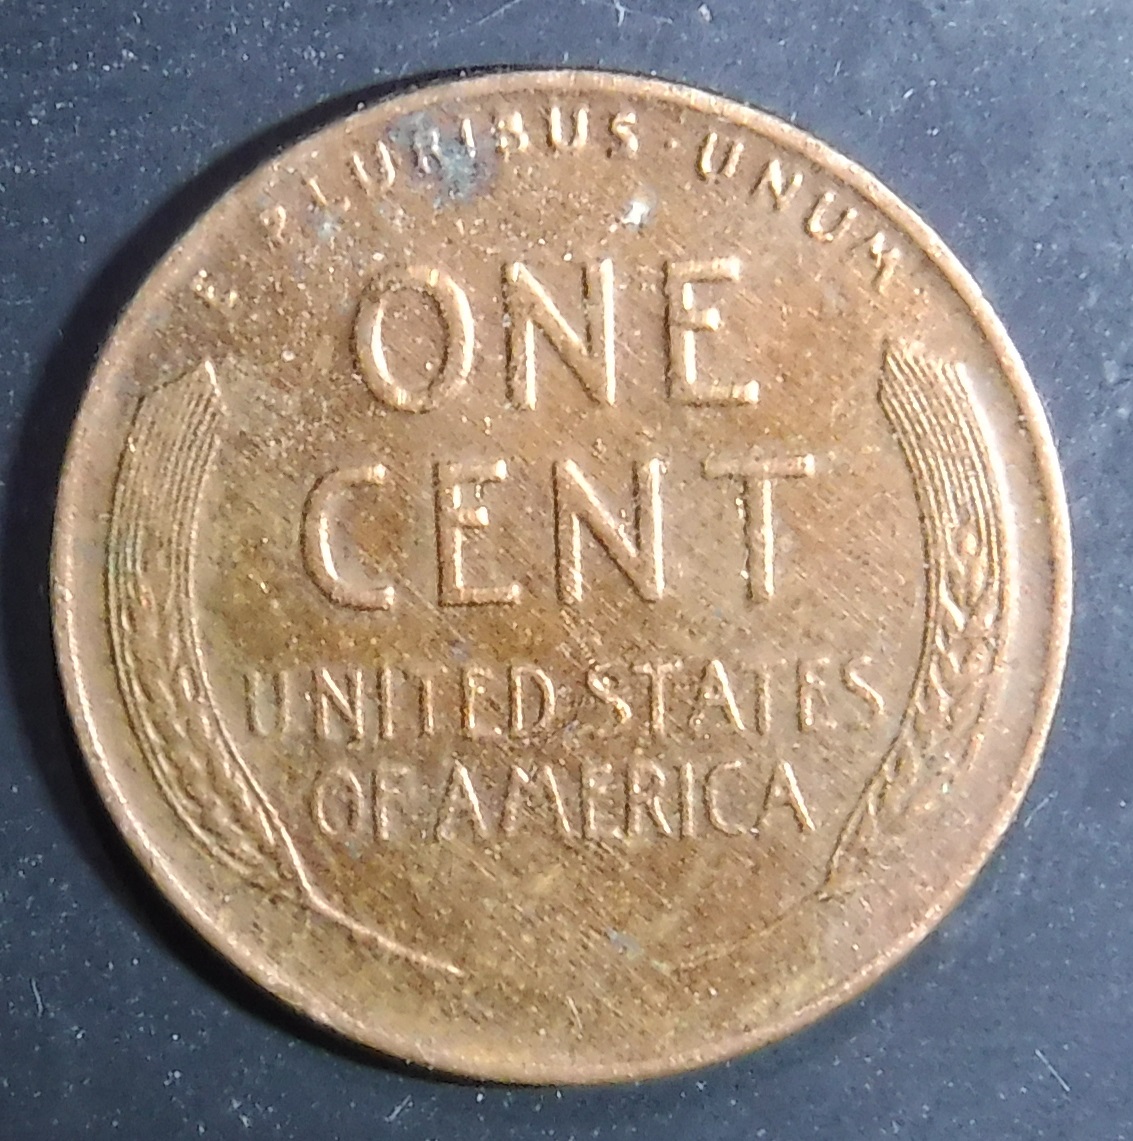 E PLURIBUS · UNUM
ONE
CENT
UNITED STATES
OF AMERICA